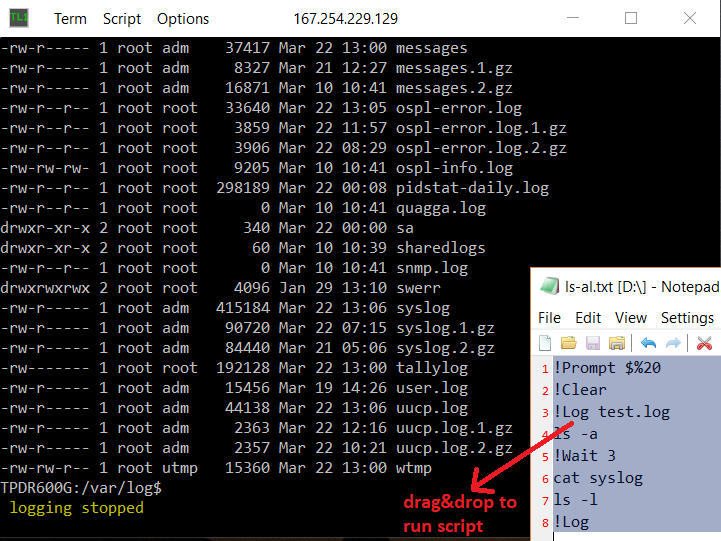 TL1 Term Script Options 167.254.229.129
-rw-r----- 1 root adm 37417 Mar 22 13:00 messages
-rw-r----- 1 root adm 8327 Mar 21 12:27 messages.1.gz
-rw-r----- 1 root adm 16871 Mar 10 10:41 messages.2.gz
-rw-r--r-- 1 root root 33640 Mar 22 13:05 ospl-error.log
-rw-r--r-- 1 root root 3859 Mar 22 11:57 ospl-error.log.1.gz
-rw-r--r-- 1 root root 3906 Mar 22 08:29 ospl-error.log.2.gz
-rw-rw-rw- 1 root root 9205 Mar 10 10:41 ospl-info.log
-rw-r--r-- 1 root root 298189 Mar 22 00:08 pidstat-daily.log
-rw-r--r-- 1 root root 0 Mar 10 10:41 quagga.log
drwxr-xr-x 2 root root 340 Mar 22 00:00 sa
drwxr-xr-x 2 root root 60 Mar 10 10:39 sharedlogs
-rw-r--r-- 1 root root 0 Mar 10 10:41 snmp.log
drwxrwxrwx 2 root root 4096 Jan 29 13:10 swerr
-rw-r----- 1 root adm 415184 Mar 22 13:06 syslog
-rw-r----- 1 root adm 90720 Mar 22 07:15 syslog.1.gz
-rw-r----- 1 root adm 84440 Mar 21 05:06 syslog.2.gz
-rw------- 1 root root 192128 Mar 22 13:00 tallylog
-rw-r----- 1 root adm 15456 Mar 19 14:26 user.log
-rw-r----- 1 root adm 44138 Mar 22 13:06 uucp.log
-rw-r----- 1 root adm 2363 Mar 22 12:16 uucp.log.1.gz
-rw-r----- 1 root adm 2357 Mar 22 10:21 uucp.log.2.gz
-rw-rw-r-- 1 root utmp 15360 Mar 22 13:00 wtmp
TPDR600G:/var/log$
logging stopped
drag&drop to
run script
ls-al.txt [D:\] - Notepad
File Edit View Settings
1 !Prompt $%20
2 !Clear
3 !Log test.log
4 ls -a
5 !Wait 3
6 cat syslog
7 ls -l
8 !Log